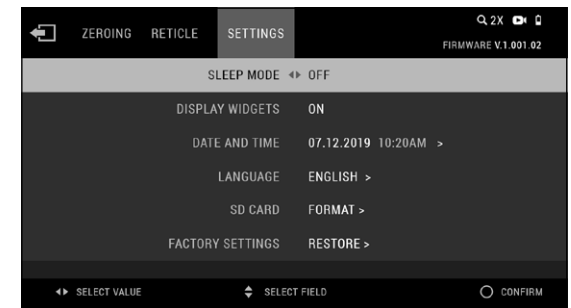 ZEROING RETICLE SETTINGS 2X
FIRMWARE V.1.001.02
SLEEP MODE OFF
DISPLAY WIDGETS ON
DATE AND TIME 07.12.2019 10:20AM >
LANGUAGE ENGLISH >
SD CARD FORMAT >
FACTORY SETTINGS RESTORE >
SELECT VALUE SELECT FIELD CONFIRM